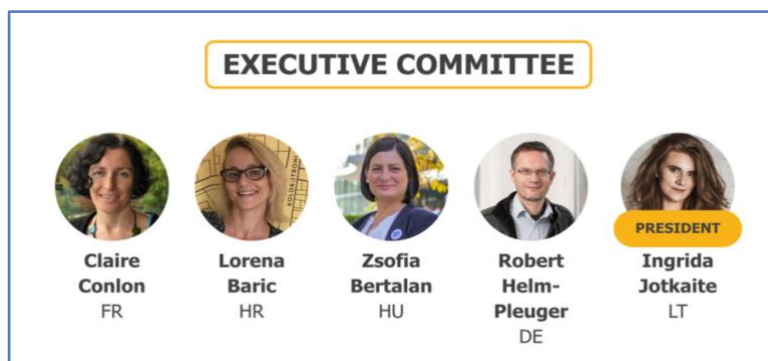 EXECUTIVE COMMITTEE
PRESIDENT
Claire
Conlon
FR
Lorena
Baric
HR
Zsofia
Bertalan
HU
Robert
Helm-
Pleuger
DE
Ingrida
Jotkaite
LT